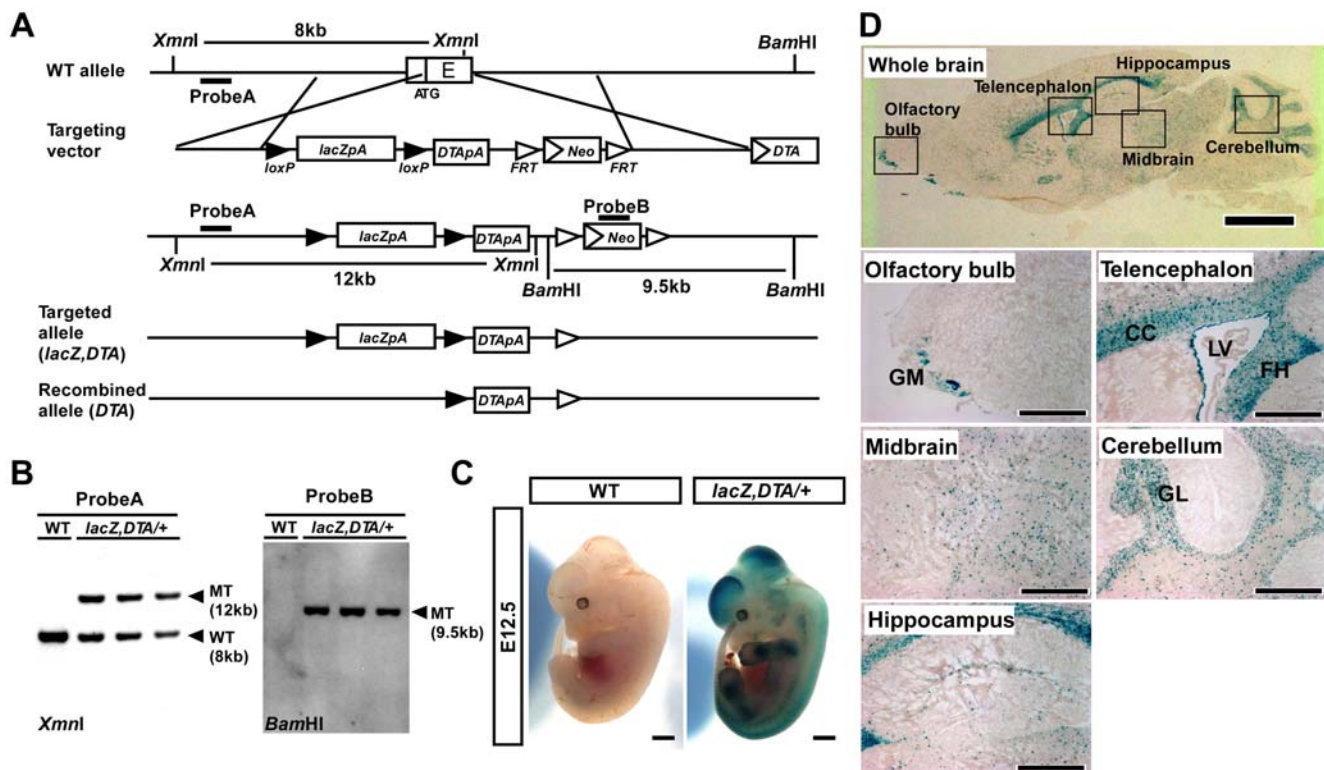 A
8kb
XmnI
XmnI
BamHI
WT allele
E
ProbeA
ATG
Targeting
vector
lacZpA
DTApA
Neo
DTA
loxP
loxP
FRT
FRT
ProbeA
ProbeB
lacZpA
DTApA
Neo
XmnI
XmnI
12kb
BamHI
9.5kb
BamHI
Targeted
allele
(lacZ,DTA)
lacZpA
DTApA
Recombined
allele (DTA)
DTApA
B
ProbeA
WT lacZ,DTA/+
MT
(12kb)
WT
(8kb)
XmnI
ProbeB
WT lacZ,DTA/+
MT
(9.5kb)
BamHI
C
WT
lacZ,DTA/+
E12.5
D
Whole brain
Hippocampus
Telencephalon
Olfactory
bulb
Midbrain
Cerebellum
Olfactory bulb
GM
Telencephalon
CC
LV
FH
Midbrain
Cerebellum
GL
Hippocampus